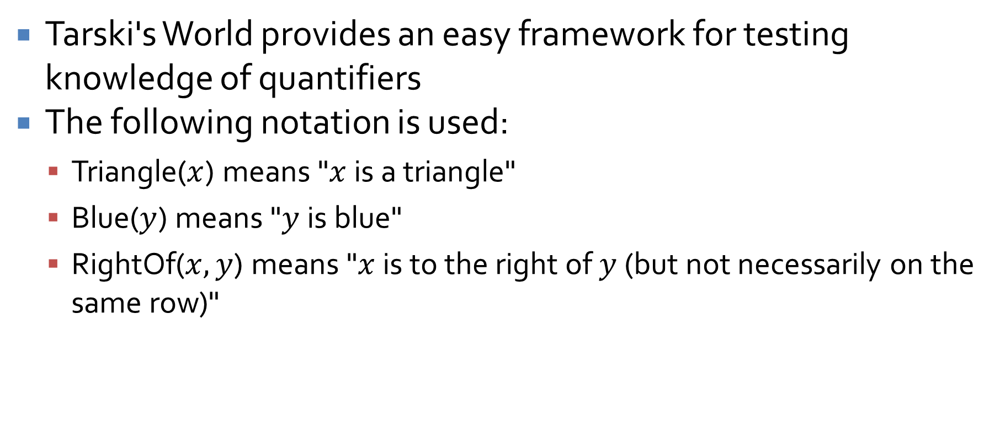 Tarski's World provides an easy framework for testing
knowledge of quantifiers
The following notation is used:
Triangle(x) means "x is a triangle"
Blue(y) means "y is blue"
RightOf(x, y) means "x is to the right of y (but not necessarily on the
same row)"